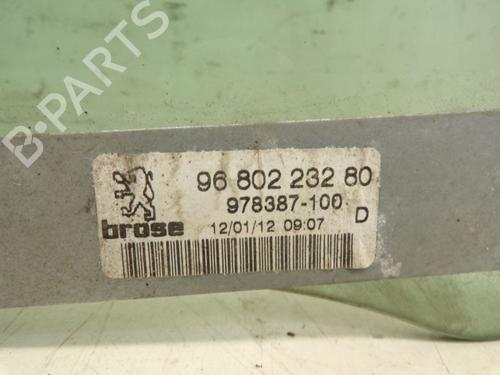 B-PARTS
96 802 232 80
978387-100
brose
12/01/12 09:07
D